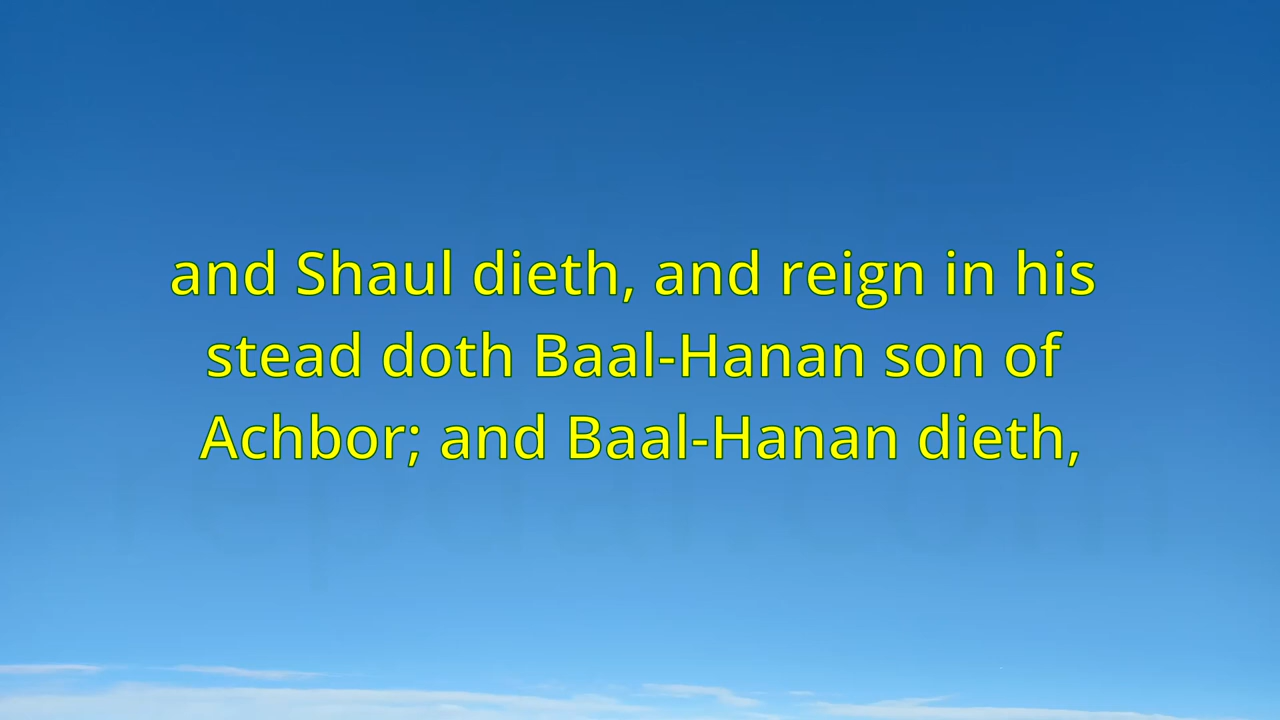 and Shaul dieth, and reign in his
stead doth Baal-Hanan son of
Achbor; and Baal-Hanan dieth,